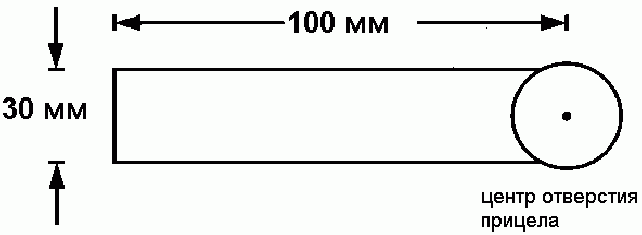 100 мм
30 мм
центр отверстия
прицела